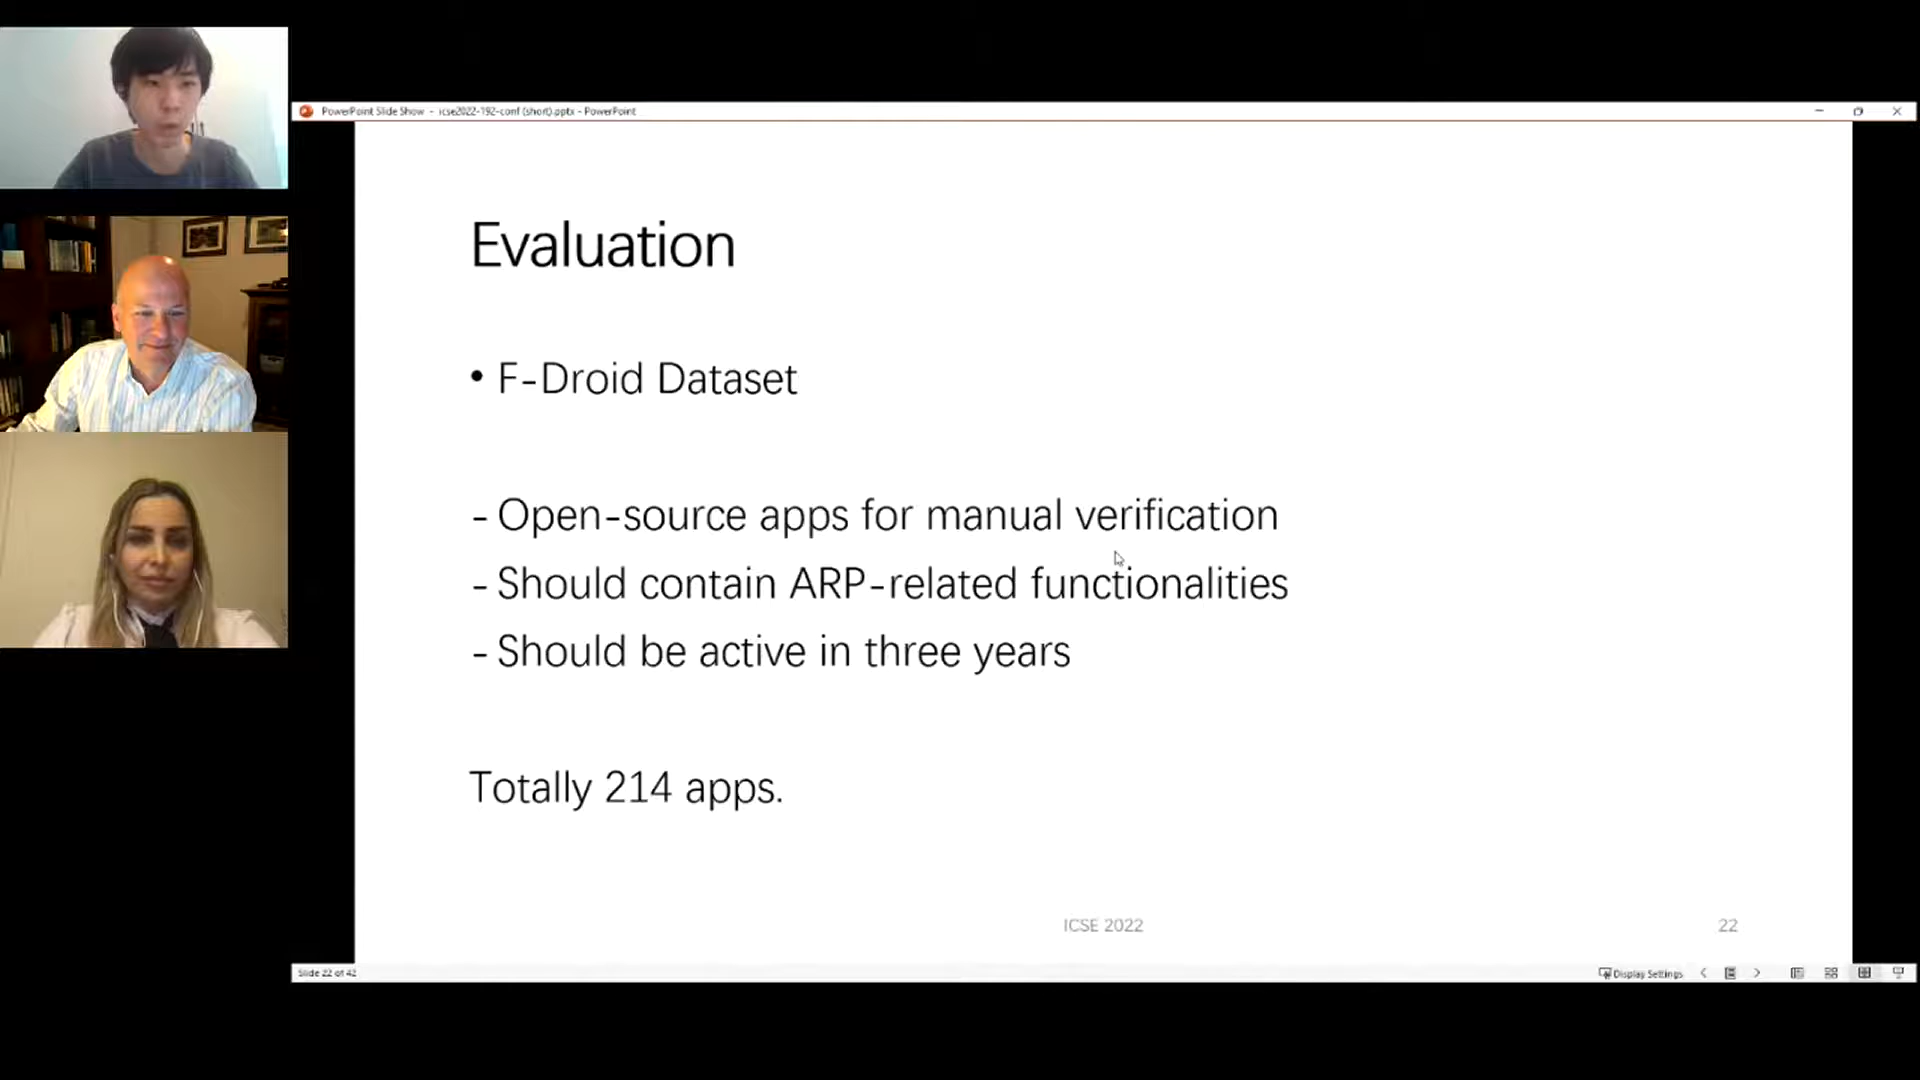 PowerPoint Slide Show - icse2022-192-conf (short).pptx - PowerPoint
Evaluation
• F-Droid Dataset
- Open-source apps for manual verification
- Should contain ARP-related functionalities
- Should be active in three years
Totally 214 apps.
ICSE 2022
22
Slide 22 of 42
Display Settings